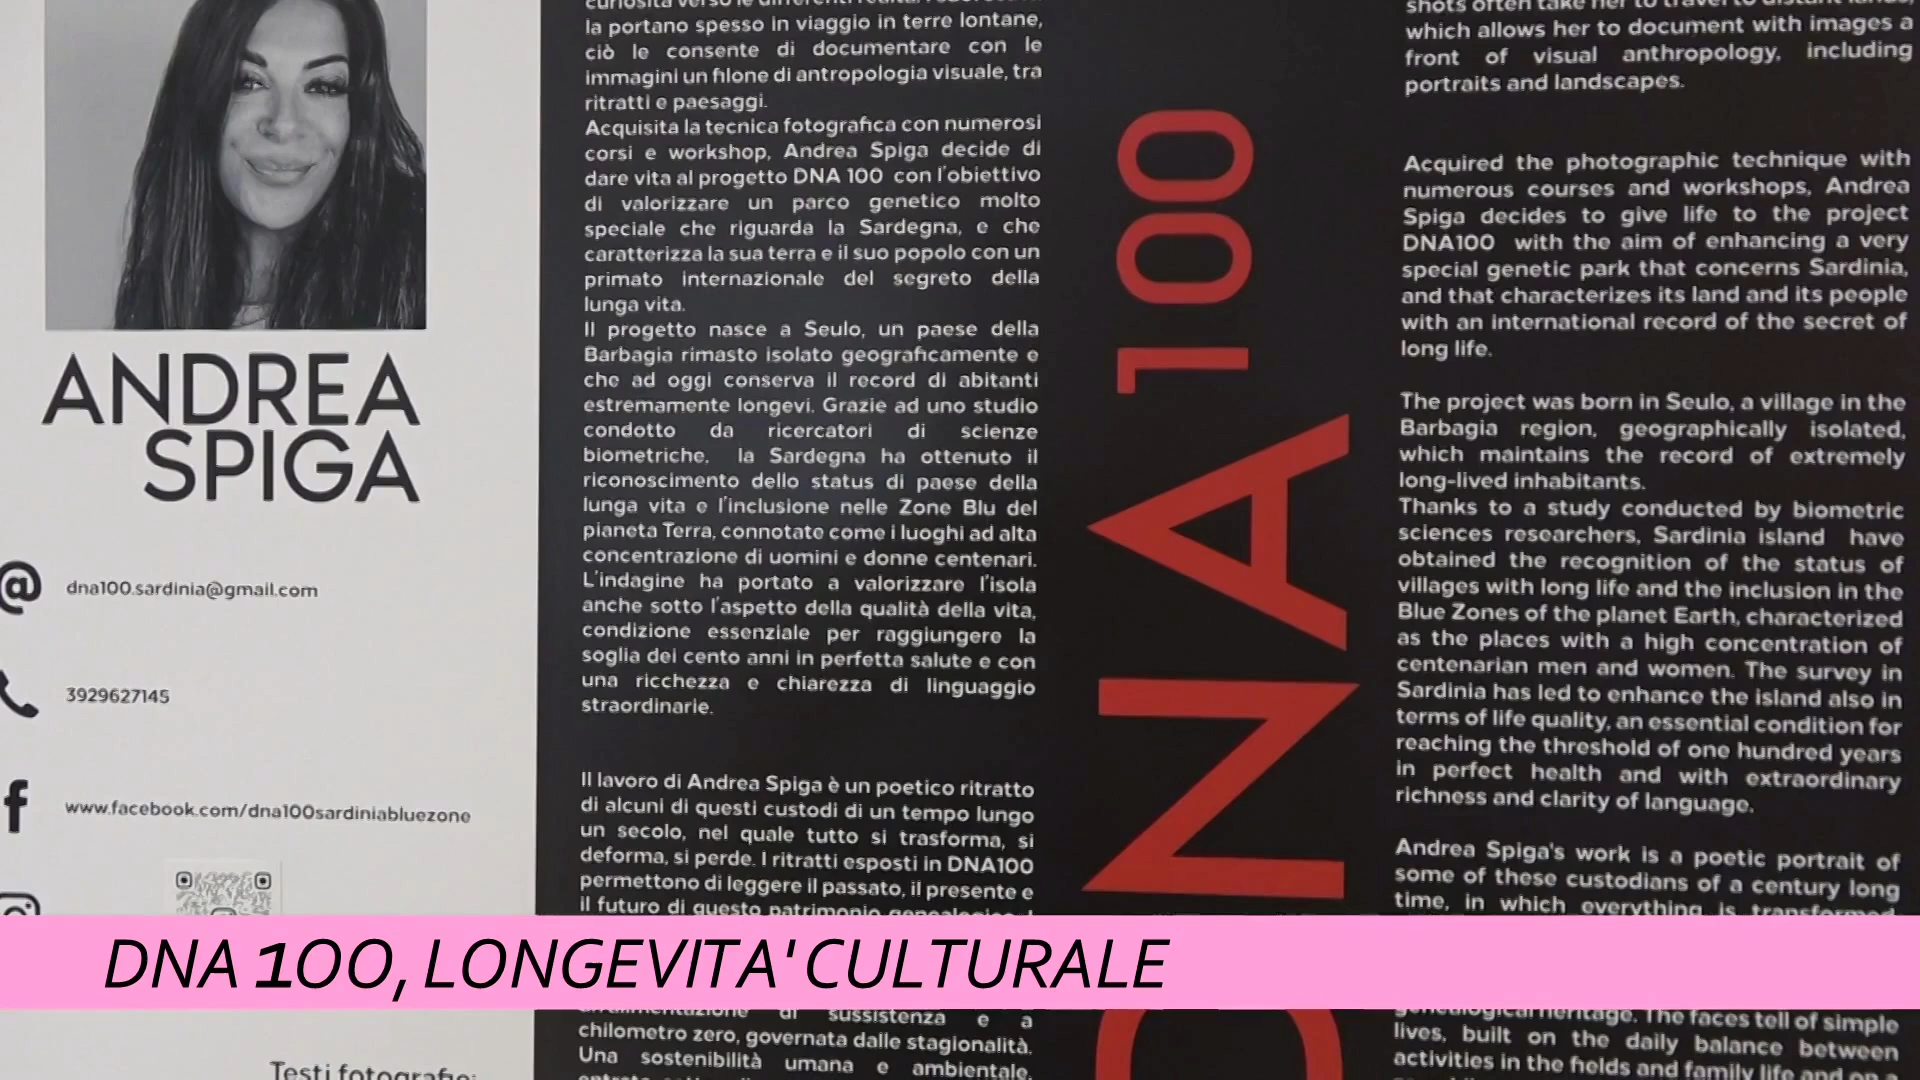 ANDREA
SPIGA
dna100.sardinia@gmail.com
3929627145
www.facebook.com/dna100sardiniabluezone
Testi fotografie:
la portano spesso in viaggio in terre lontane,
ciò le consente di documentare con le
immagini un filone di antropologia visuale, tra
ritratti e paesaggi.
Acquisita la tecnica fotografica con numerosi
corsi e workshop, Andrea Spiga decide di
dare vita al progetto DNA 100 con l'obiettivo
di valorizzare un parco genetico molto
speciale che riguarda la Sardegna, e che
caratterizza la sua terra e il suo popolo con un
primato internazionale del segreto della
lunga vita.
Il progetto nasce a Seulo, un paese della
Barbagia rimasto isolato geograficamente e
che ad oggi conserva il record di abitanti
estremamente longevi. Grazie ad uno studio
condotto da ricercatori di scienze
biometriche, la Sardegna ha ottenuto il
riconoscimento dello status di paese della
lunga vita e l'inclusione nelle Zone Blu del
pianeta Terra, connotate come i luoghi ad alta
concentrazione di uomini e donne centenari.
L'indagine ha portato a valorizzare l'isola
anche sotto l'aspetto della qualità della vita,
condizione essenziale per raggiungere la
soglia dei cento anni in perfetta salute e con
una ricchezza e chiarezza di linguaggio
straordinarie.
Il lavoro di Andrea Spiga è un poetico ritratto
di alcuni di questi custodi di un tempo lungo
un secolo, nel quale tutto si trasforma, si
deforma, si perde. I ritratti esposti in DNA100
permettono di leggere il passato, il presente e
il futuro di questo patrimonio
di sussistenza e a
chilometro zero, governata dalle stagionalità.
Una sostenibilità umana e ambientale,
DNA 100
shots often take her to travel to distant lands,
which allows her to document with images a
front of visual anthropology, including
portraits and landscapes.
Acquired the photographic technique with
numerous courses and workshops, Andrea
Spiga decides to give life to the project
DNA100 with the aim of enhancing a very
special genetic park that concerns Sardinia,
and that characterizes its land and its people
with an international record of the secret of
long life.
The project was born in Seulo, a village in the
Barbagia region, geographically isolated,
which maintains the record of extremely
long-lived inhabitants.
Thanks to a study conducted by biometric
sciences researchers, Sardinia island have
obtained the recognition of the status of
villages with long life and the inclusion in the
Blue Zones of the planet Earth, characterized
as the places with a high concentration of
centenarian men and women. The survey in
Sardinia has led to enhance the island also in
terms of life quality, an essential condition for
reaching the threshold of one hundred years
in perfect health and with extraordinary
richness and clarity of language.
Andrea Spiga's work is a poetic portrait of
some of these custodians of a century long
time, in which everything is transformed,
genealogical heritage. The faces tell of simple
lives, built on the daily balance between
activities in the fields and family life and on a
DNA 100, LONGEVITA' CULTURALE